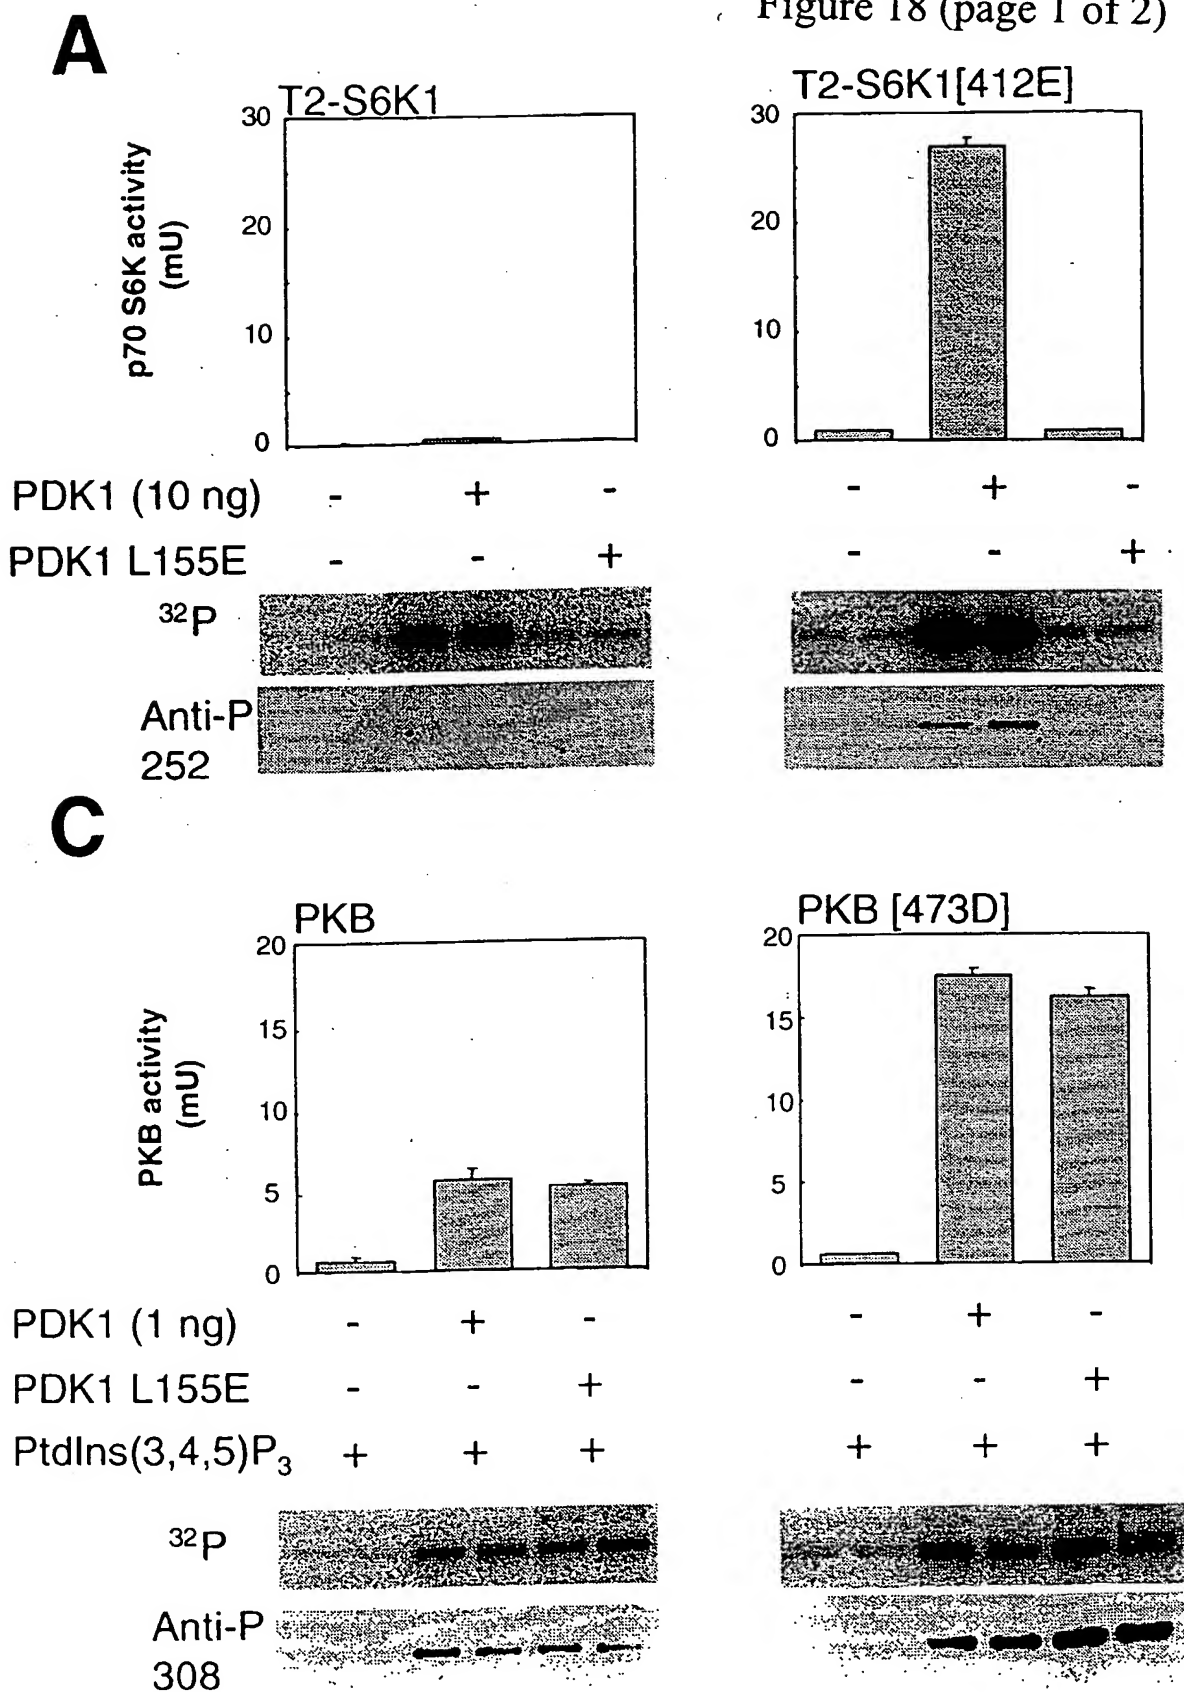 Figure 18 (page 1 of 2)
A
T2-S6K1
T2-S6K1[412E]
p70 S6K activity
(mU)
30
20
10
0
30
20
10
0
PDK1 (10 ng) - + - - + -
PDK1 L155E - - + - - +
32P
Anti-P
252
C
PKB
PKB [473D]
PKB activity
(mU)
20
15
10
5
0
20
15
10
5
0
PDK1 (1 ng) - + - - + -
PDK1 L155E - - + - - +
PtdIns(3,4,5)P3 + + + + + +
32P
Anti-P
308